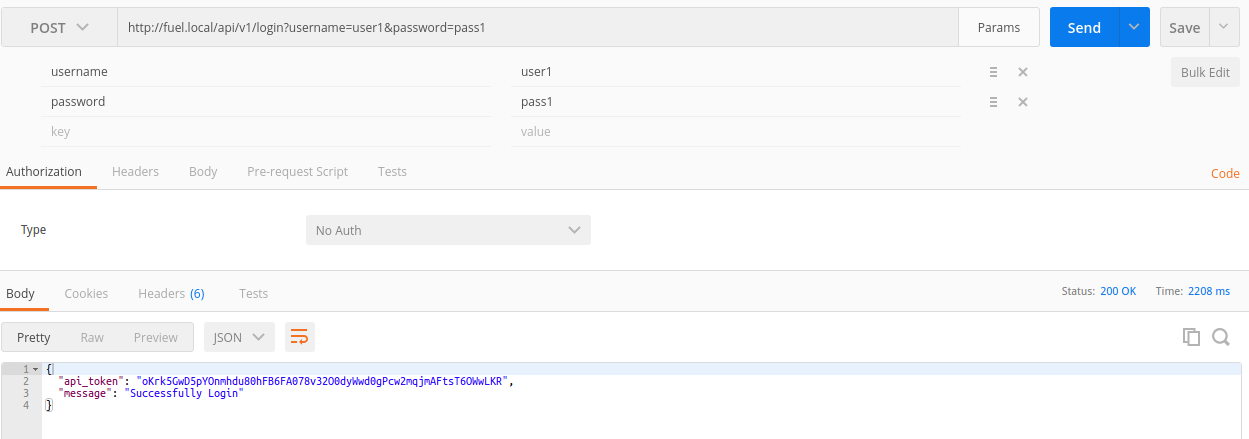 POST http://fuel.local/api/v1/login?username=user1&password=pass1 Params Send Save
username user1 Bulk Edit
password pass1
key value
Authorization Headers Body Pre-request Script Tests Code
Type No Auth
Body Cookies Headers (6) Tests Status: 200 OK Time: 2208 ms
Pretty Raw Preview JSON
1 {
2 "api_token": "oKrk5GwD5pYOnmhdu80hFB6FA078v32O0dyWwd0gPcw2mqjmAFtsT6OWwLKR",
3 "message": "Successfully Login"
4 }